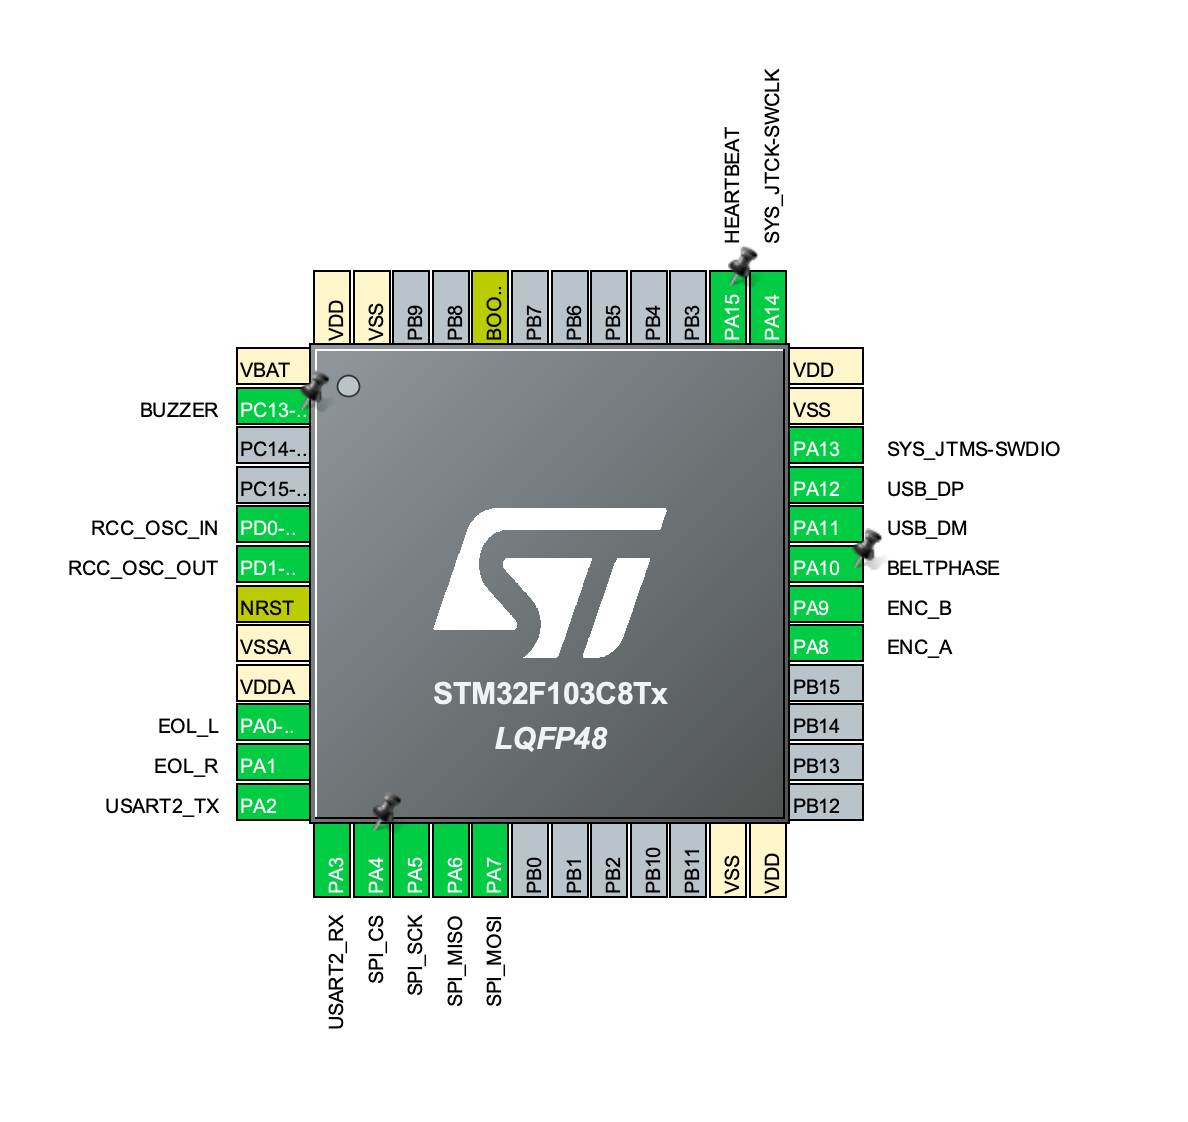 HEARTBEAT
SYS_JTCK-SWCLK
VDD
VSS
PB9
PB8
BOO..
PB7
PB6
PB5
PB4
PB3
PA15
PA14
VBAT
BUZZER
PC13-..
PC14-..
PC15-..
RCC_OSC_IN
PD0-..
RCC_OSC_OUT
PD1-..
NRST
VSSA
VDDA
EOL_L
PA0-..
EOL_R
PA1
USART2_TX
PA2
VDD
VSS
PA13
SYS_JTMS-SWDIO
PA12
USB_DP
PA11
USB_DM
PA10
BELTPHASE
PA9
ENC_B
PA8
ENC_A
PB15
PB14
PB13
PB12
ST
STM32F103C8Tx
LQFP48
PA3
PA4
PA5
PA6
PA7
PB0
PB1
PB2
PB10
PB11
VSS
VDD
USART2_RX
SPI_CS
SPI_SCK
SPI_MISO
SPI_MOSI